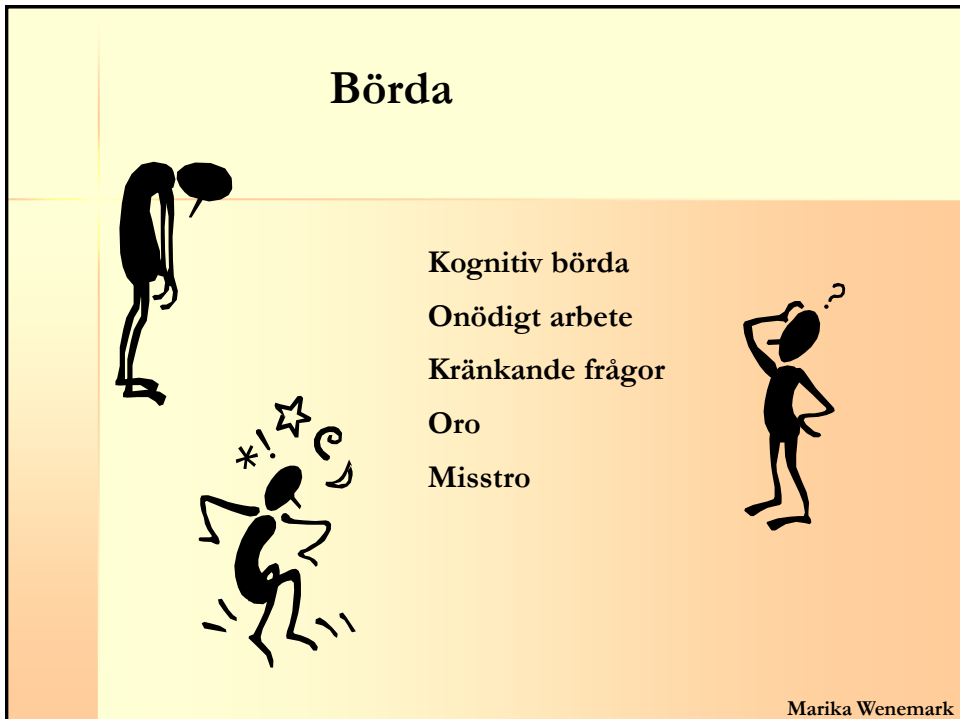 Börda
Kognitiv börda
Onödigt arbete
Kränkande frågor
Oro
Misstro
*!
?
Marika Wenemark